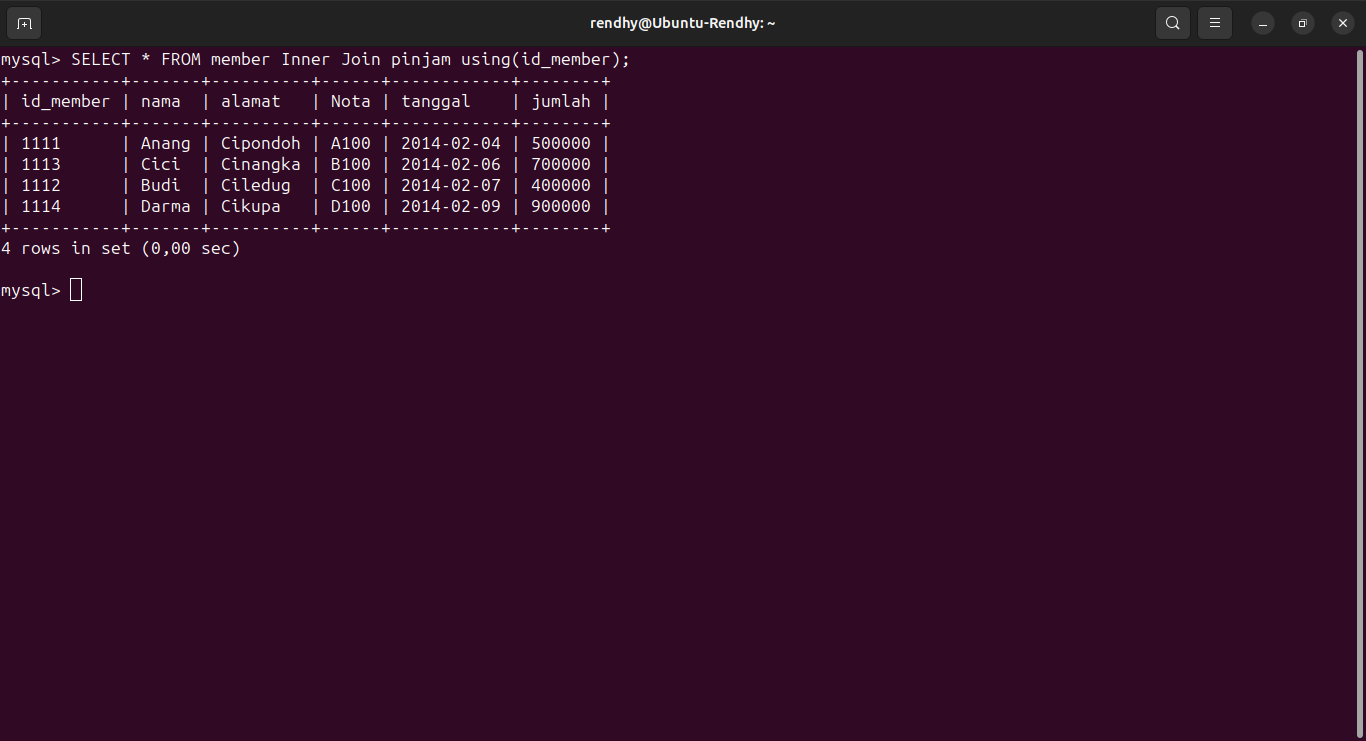 rendhy@Ubuntu-Rendhy: ~
mysql> SELECT * FROM member Inner Join pinjam using(id_member);
+-----------+-------+----------+------+------------+--------+
| id_member | nama  | alamat   | Nota | tanggal    | jumlah |
+-----------+-------+----------+------+------------+--------+
| 1111      | Anang | Cipondoh | A100 | 2014-02-04 | 500000 |
| 1113      | Cici  | Cinangka | B100 | 2014-02-06 | 700000 |
| 1112      | Budi  | Ciledug  | C100 | 2014-02-07 | 400000 |
| 1114      | Darma | Cikupa   | D100 | 2014-02-09 | 900000 |
+-----------+-------+----------+------+------------+--------+
4 rows in set (0,00 sec)
mysql>